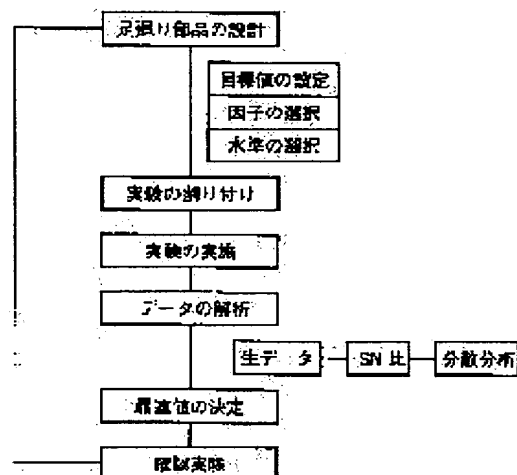 足張り部品の設計
目標値の設定
因子の選択
水準の選択
実験の割り付け
実験の実施
データの解析
生データ
SN比
分散分析
最適値の決定
確認実験